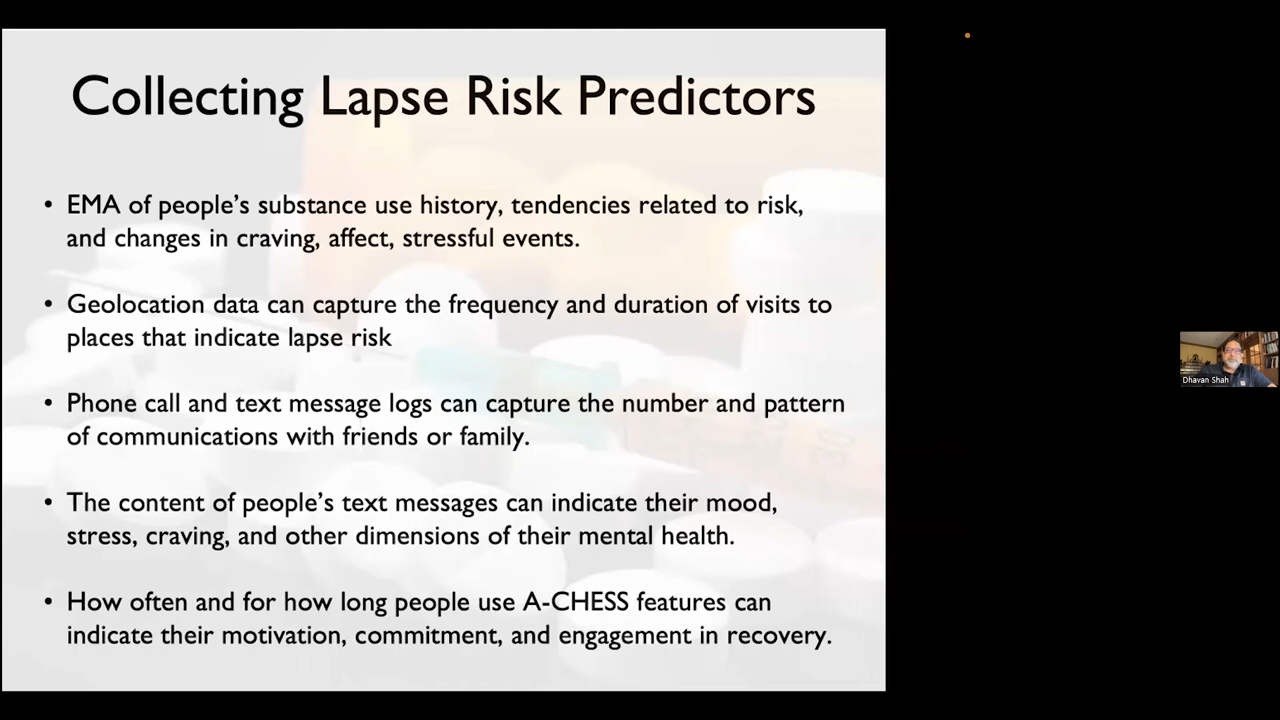 Collecting Lapse Risk Predictors
• EMA of people’s substance use history, tendencies related to risk,
and changes in craving, affect, stressful events.
• Geolocation data can capture the frequency and duration of visits to
places that indicate lapse risk
• Phone call and text message logs can capture the number and pattern
of communications with friends or family.
• The content of people’s text messages can indicate their mood,
stress, craving, and other dimensions of their mental health.
• How often and for how long people use A-CHESS features can
indicate their motivation, commitment, and engagement in recovery.
Dhavan Shah